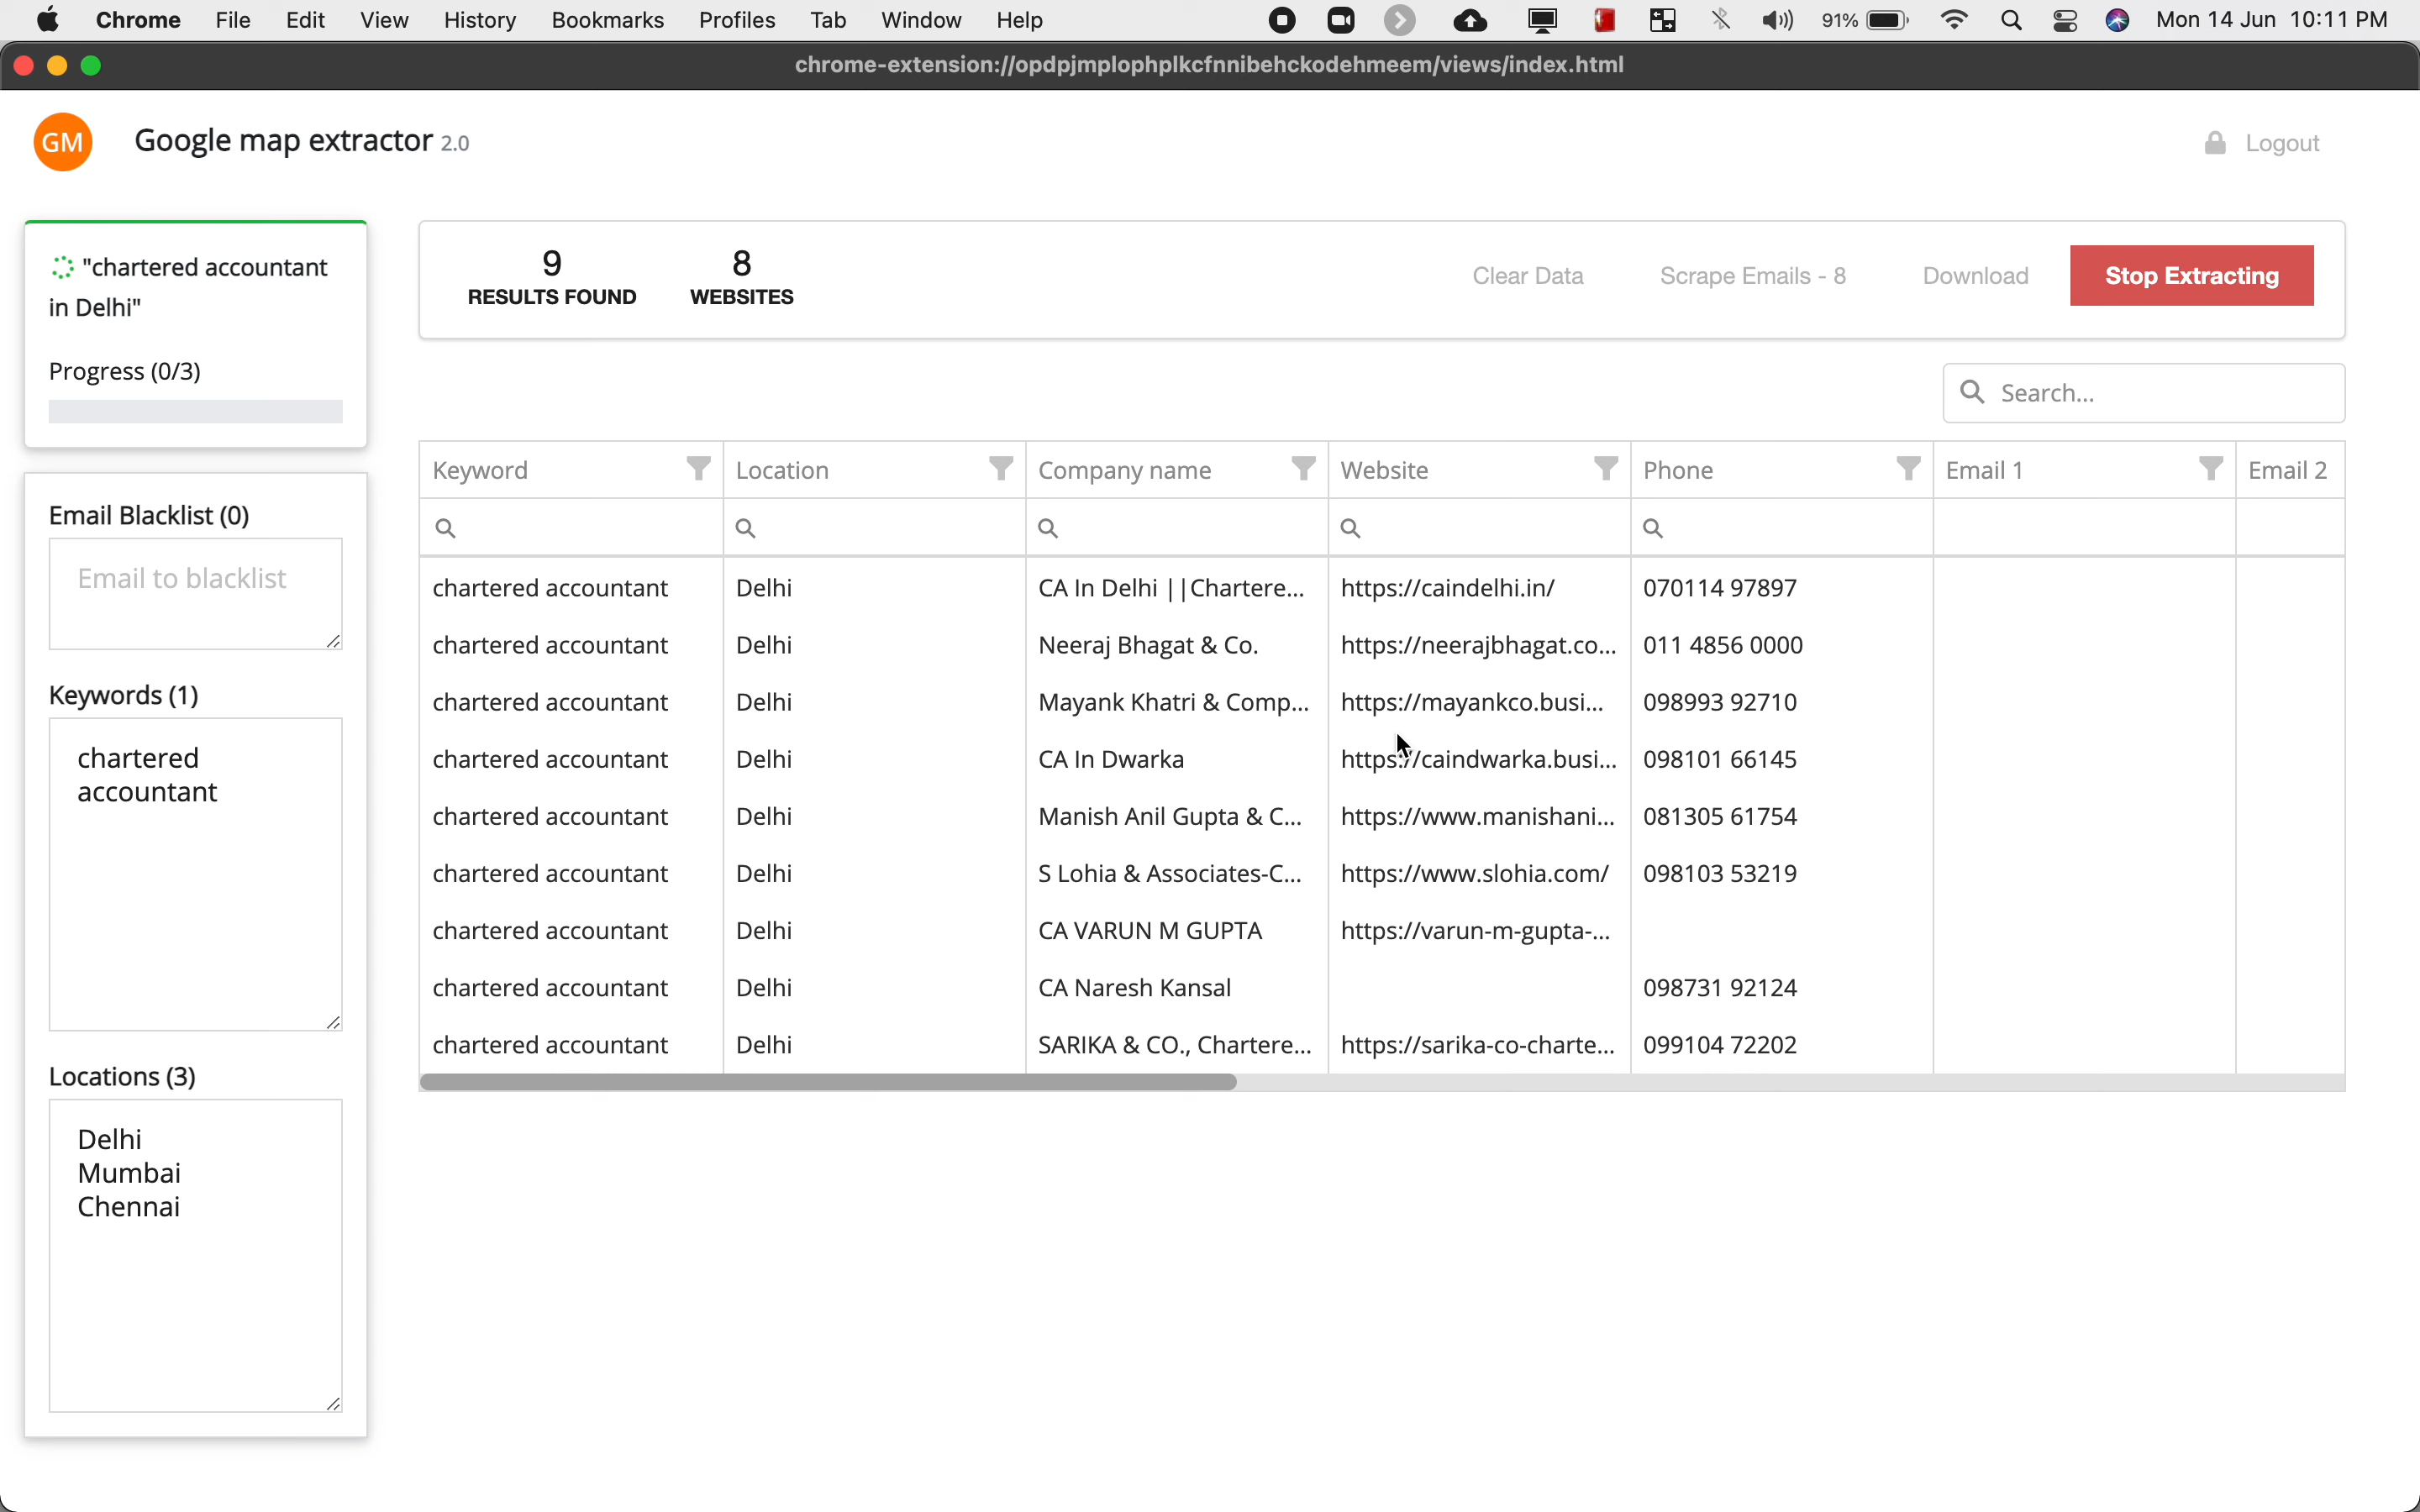 Chrome File Edit View History Bookmarks Profiles Tab Window Help 91% Mon 14 Jun 10:11 PM
chrome-extension://opdpjmplophplkcfnnibehckodehmeem/views/index.html
GM Google map extractor 2.0 Logout
"chartered accountant
in Delhi"
Progress (0/3)
9 8
RESULTS FOUND WEBSITES
Clear Data Scrape Emails - 8 Download Stop Extracting
Search...
Email Blacklist (0)
Email to blacklist
Keywords (1)
chartered
accountant
Locations (3)
Delhi
Mumbai
Chennai
Keyword Location Company name Website Phone Email 1 Email 2
chartered accountant Delhi CA In Delhi ||Chartere... https://caindelhi.in/ 070114 97897
chartered accountant Delhi Neeraj Bhagat & Co. https://neerajbhagat.co... 011 4856 0000
chartered accountant Delhi Mayank Khatri & Comp... https://mayankco.busi... 098993 92710
chartered accountant Delhi CA In Dwarka https://caindwarka.busi... 098101 66145
chartered accountant Delhi Manish Anil Gupta & C... https://www.manishani... 081305 61754
chartered accountant Delhi S Lohia & Associates-C... https://www.slohia.com/ 098103 53219
chartered accountant Delhi CA VARUN M GUPTA https://varun-m-gupta-...
chartered accountant Delhi CA Naresh Kansal 098731 92124
chartered accountant Delhi SARIKA & CO., Chartere... https://sarika-co-charte... 099104 72202